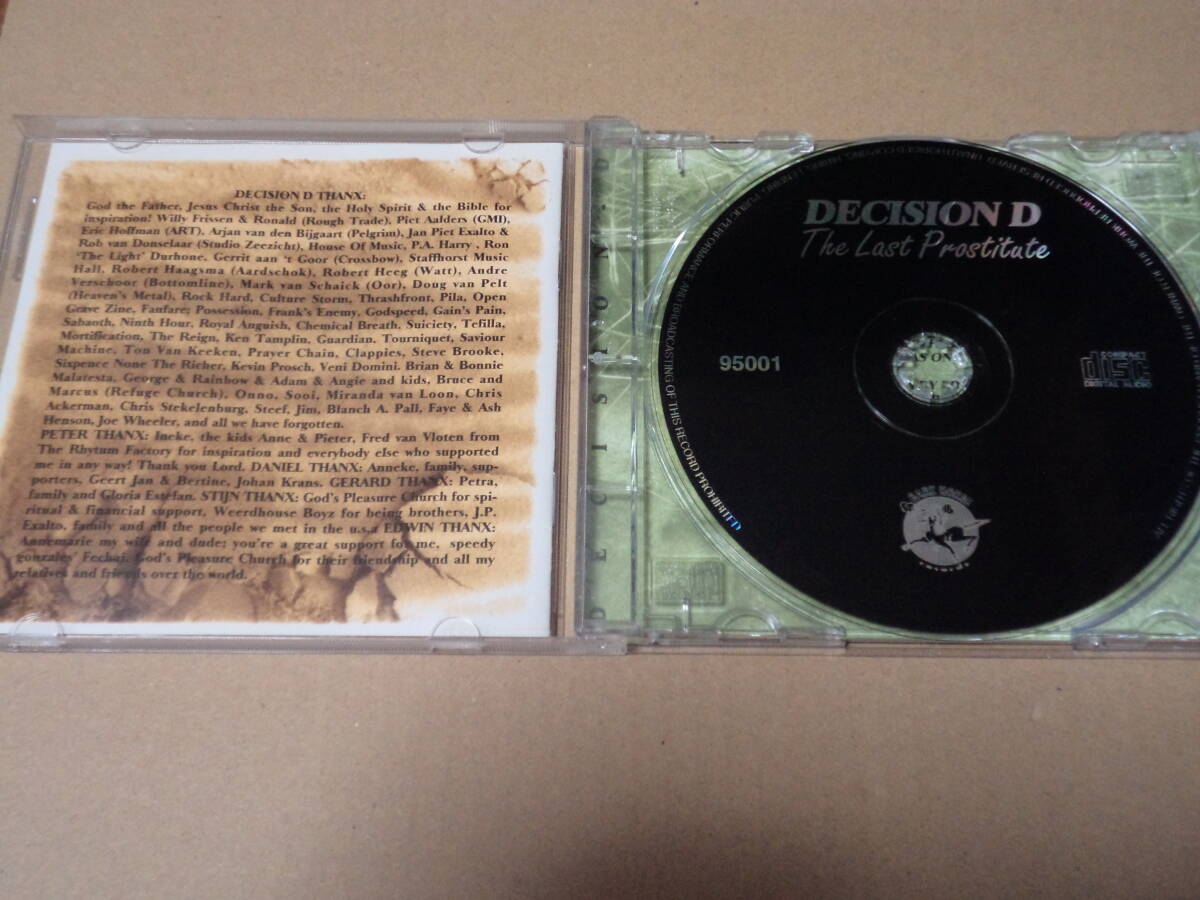 DECISION D THANX:
God the Father, Jesus Christ the Son, the Holy Spirit & the Bible for
inspiration! Willy Frissen & Ronald (Rough Trade), Piet Aalders (GMI),
Eric Hoffman (ART), Arjan van den Bijgaart (Pelgrim), Jan Piet Exalto &
Rob van Donselaar (Studio Zeezicht), House Of Music, P.A. Harry , Ron
'The Light' Durhone, Gerrit aan 't Goor (Crossbow), Staffhorst Music
Hall, Robert Haagsma (Aardschok), Robert Heeg (Watt), Andre
Verschoor (Bottomline), Mark van Schaick (Oor), Doug van Pelt
(Heaven's Metal), Rock Hard, Culture Storm, Thrashfront, Pila, Open
Grave Zine, Fanfare; Possession, Frank's Enemy, Godspeed, Gain's Pain,
Sabaoth, Ninth Hour, Royal Anguish, Chemical Breath, Suiciety, Tefilla,
Mortification, The Reign, Ken Tamplin, Guardian, Tourniquet, Saviour
Machine, Ton Van Keeken, Prayer Chain, Clappies, Steve Brooke,
Sixpence None The Richer, Kevin Prosch, Veni Domini. Brian & Bonnie
Malatesta, George & Rainbow & Adam & Angie and kids, Bruce and
Marcus (Refuge Church), Onno, Sooi, Miranda van Loon, Chris
Ackerman, Chris Stekelenburg, Steef, Jim, Blanch A. Pall, Faye & Ash
Henson, Joe Wheeler, and all we have forgotten.
PETER THANX: Ineke, the kids Anne & Pieter, Fred van Vloten from
The Rhytum Factory for inspiration and everybody else who supported
me in any way! Thank you Lord. DANIEL THANX: Anneke, family, sup-
porters, Geert Jan & Bertine, Johan Krans. GERARD THANX: Petra,
family and Gloria Estefan. STIJN THANX: God's Pleasure Church for spi-
ritual & financial support, Weerdhouse Boyz for being brothers, J.P.
Exalto, family and all the people we met in the u.s.a EDWIN THANX:
Annemarie my wife and dude; you're a great support for me, speedy
gonzales' Fechai, God's Pleasure Church for their friendship and all my
relatives and friends over the world.
DECISION
DECISION D
The Last Prostitute
95001
COMPACT
disc
DIGITAL AUDIO
PUBLIC PERFORMANCE AND BROADCASTING OF THIS RECORD PROHIBITED
records